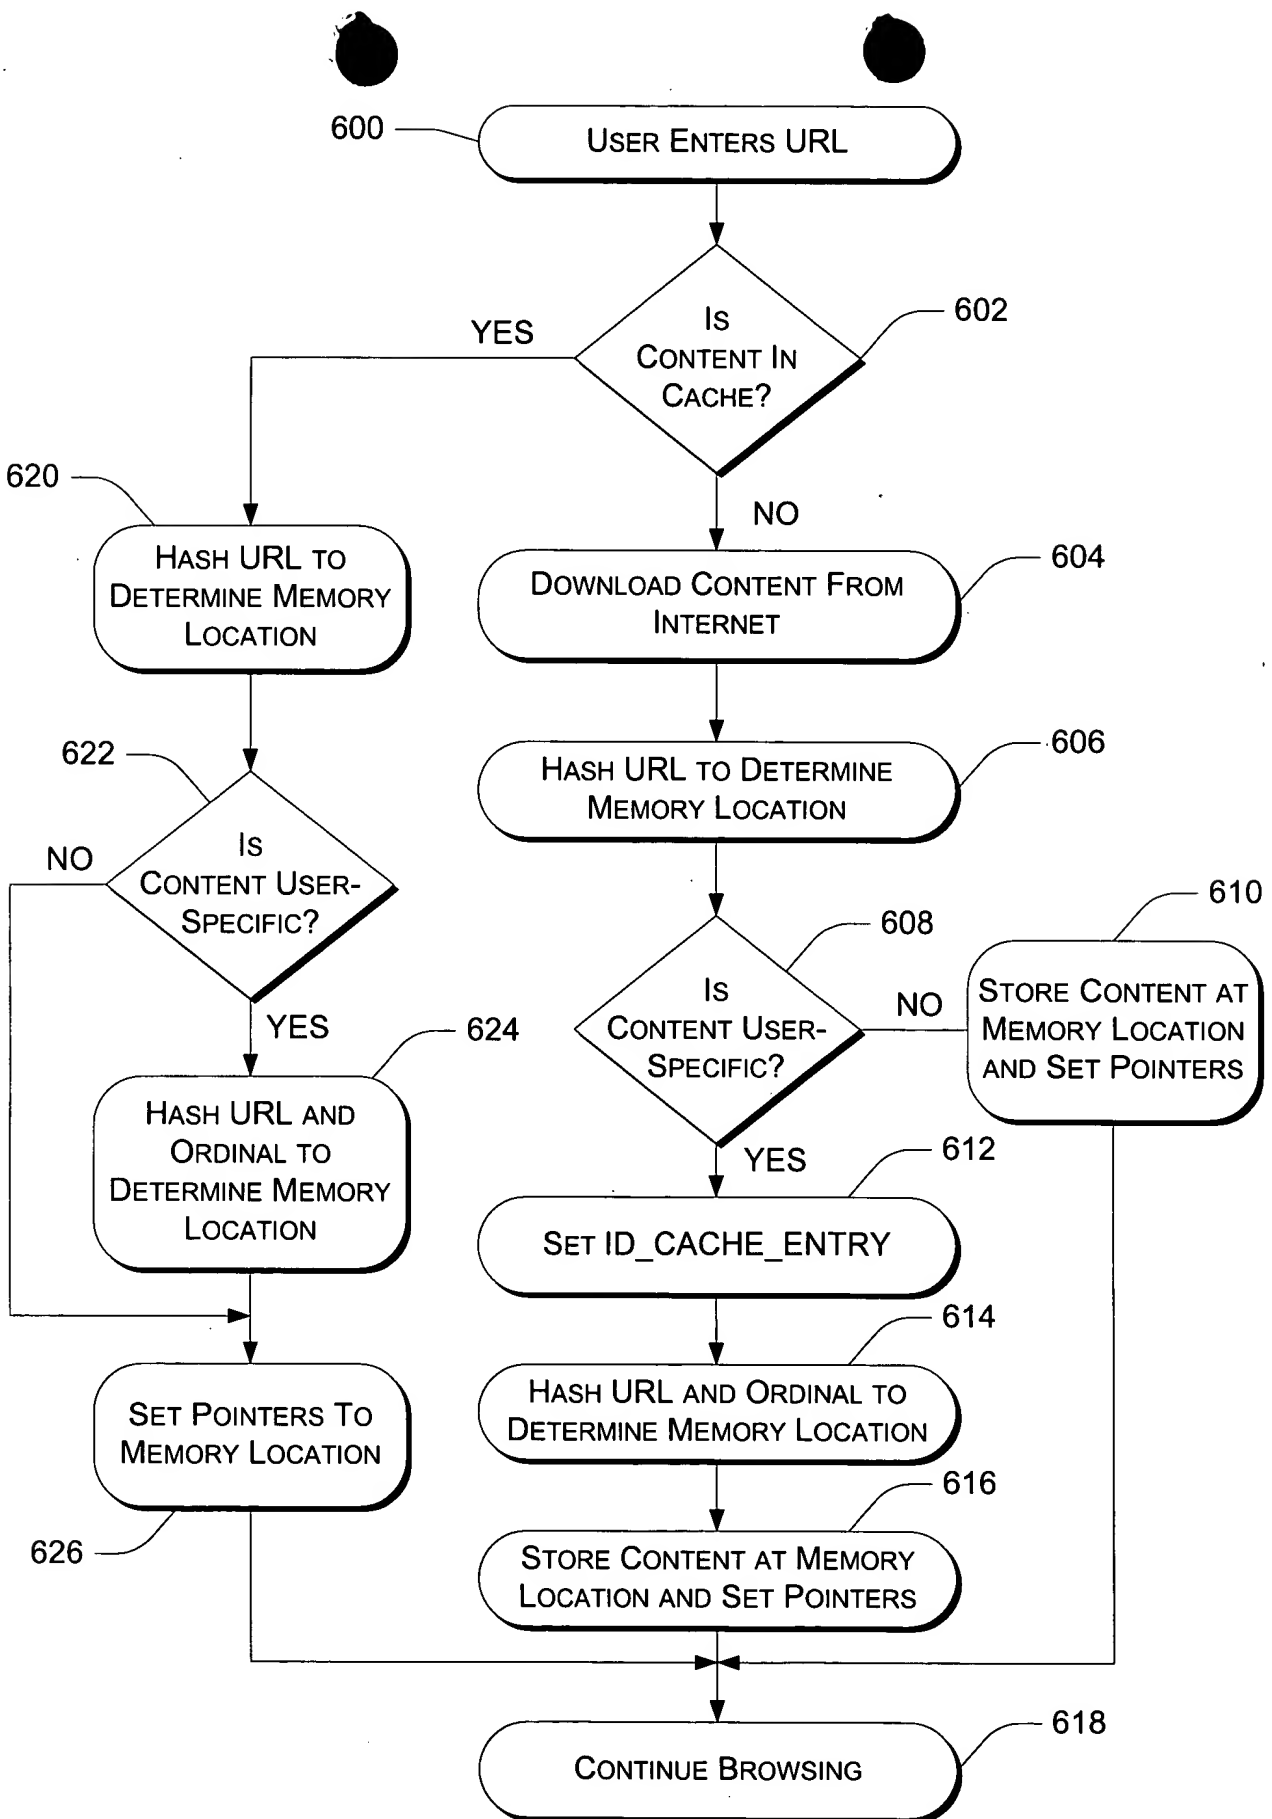 600
USER ENTERS URL
602
IS
CONTENT IN
CACHE?
YES
NO
620
HASH URL TO
DETERMINE MEMORY
LOCATION
604
DOWNLOAD CONTENT FROM
INTERNET
622
606
HASH URL TO DETERMINE
MEMORY LOCATION
NO
IS
CONTENT USER-
SPECIFIC?
YES
608
IS
CONTENT USER-
SPECIFIC?
NO
610
STORE CONTENT AT
MEMORY LOCATION
AND SET POINTERS
624
HASH URL AND
ORDINAL TO
DETERMINE MEMORY
LOCATION
YES
612
SET ID_CACHE_ENTRY
614
HASH URL AND ORDINAL TO
DETERMINE MEMORY LOCATION
SET POINTERS TO
MEMORY LOCATION
626
616
STORE CONTENT AT MEMORY
LOCATION AND SET POINTERS
618
CONTINUE BROWSING